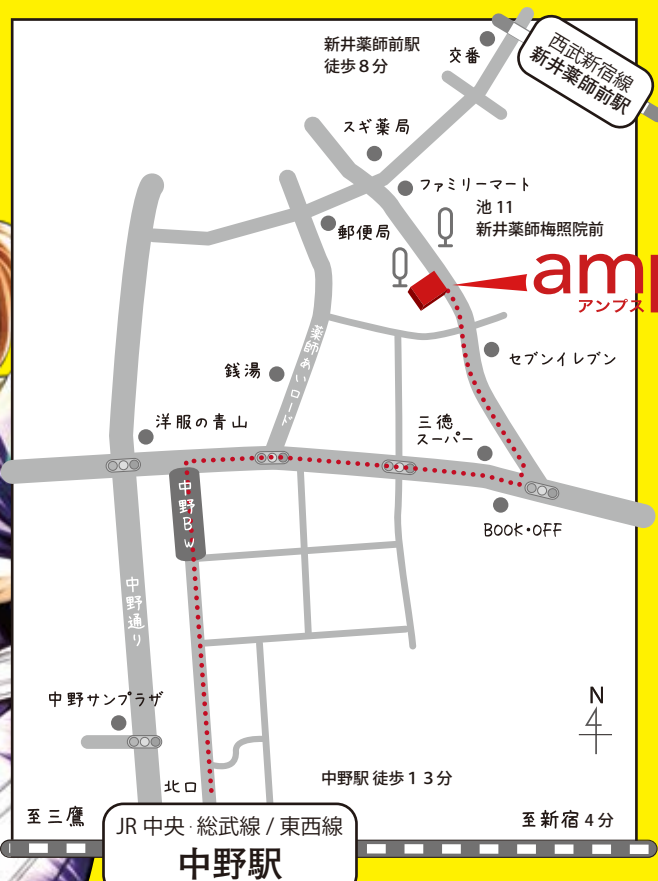 新井薬師前駅
徒歩8分
交番
西武新宿線
新井薬師前駅
スギ薬局
ファミリーマート
池11
新井薬師梅照院前
郵便局
amp
アンプス
薬師あいロード
セブンイレブン
銭湯
洋服の青山
三徳
スーパー
中野BW
BOOK・OFF
中野通り
中野サンプラザ
N
北口
中野駅 徒歩13分
至三鷹
至新宿4分
JR 中央・総武線 / 東西線
中野駅